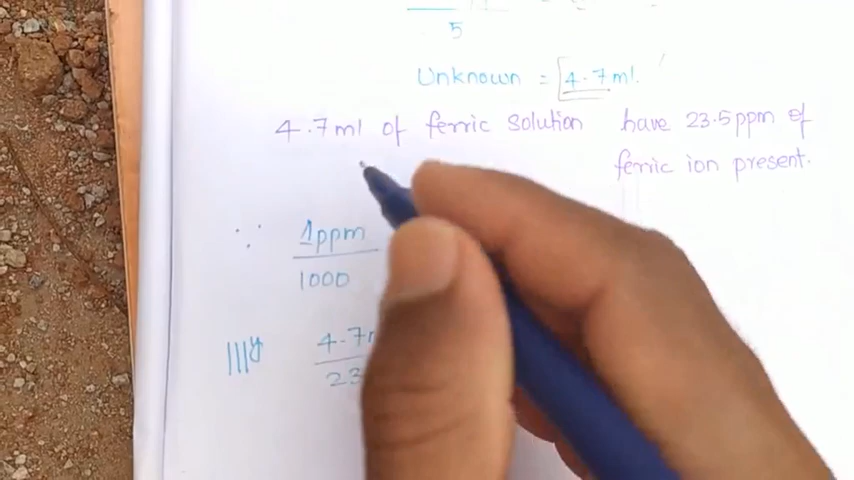 5
Unknown = 4.7ml.
4.7ml of ferric solution have 23.5ppm of
ferric ion present.
∵ 1ppm
1000
|||y 4.7
23